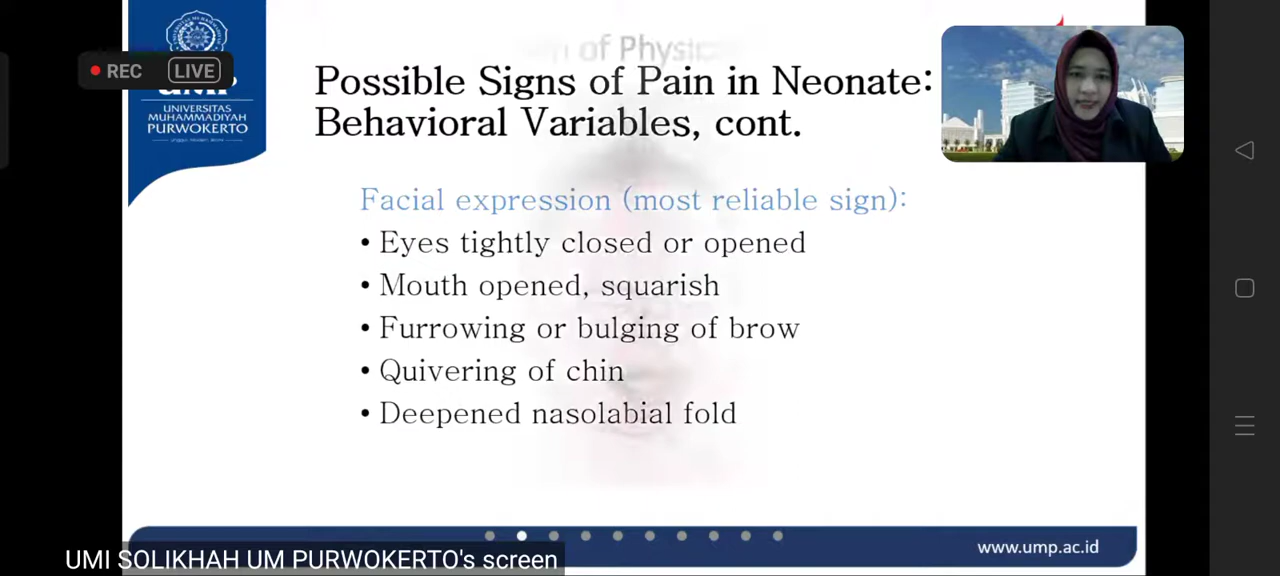 of Physic
REC LIVE
UNIVERSITAS
MUHAMMADIYAH
PURWOKERTO
Possible Signs of Pain in Neonate:
Behavioral Variables, cont.
Facial expression (most reliable sign):
• Eyes tightly closed or opened
• Mouth opened, squarish
• Furrowing or bulging of brow
• Quivering of chin
• Deepened nasolabial fold
www.ump.ac.id
UMI SOLIKHAH UM PURWOKERTO's screen